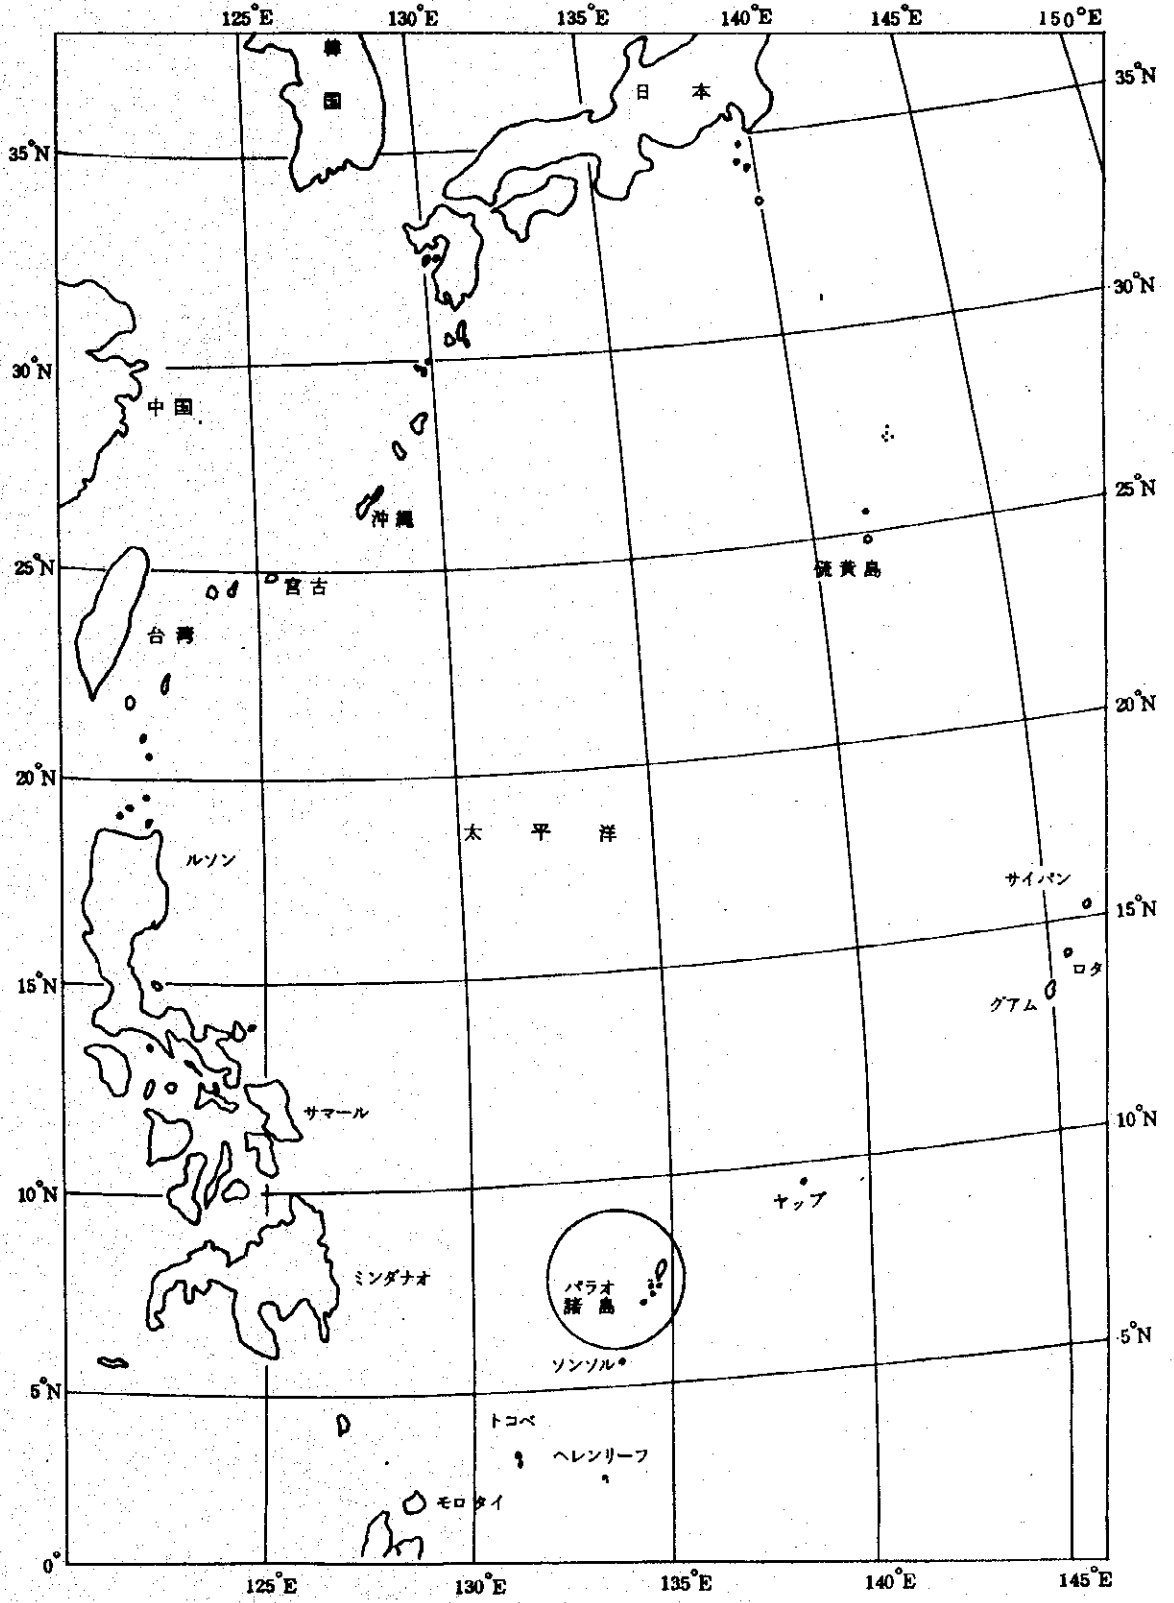 125°E 130°E 135°E 140°E 145°E 150°E
韓国
日本
35°N
35°N
30°N
30°N
中国
沖縄
25°N
25°N
宮古
硫黄島
台湾
20°N
20°N
太平洋
ルソン
サイパン
15°N
ロタ
15°N
グアム
サマール
10°N
10°N
ヤップ
ミンダナオ
パラオ
諸島
5°N
ソンソル
5°N
トコベ
ヘレンリーフ
モロタイ
0°
125°E 130°E 135°E 140°E 145°E